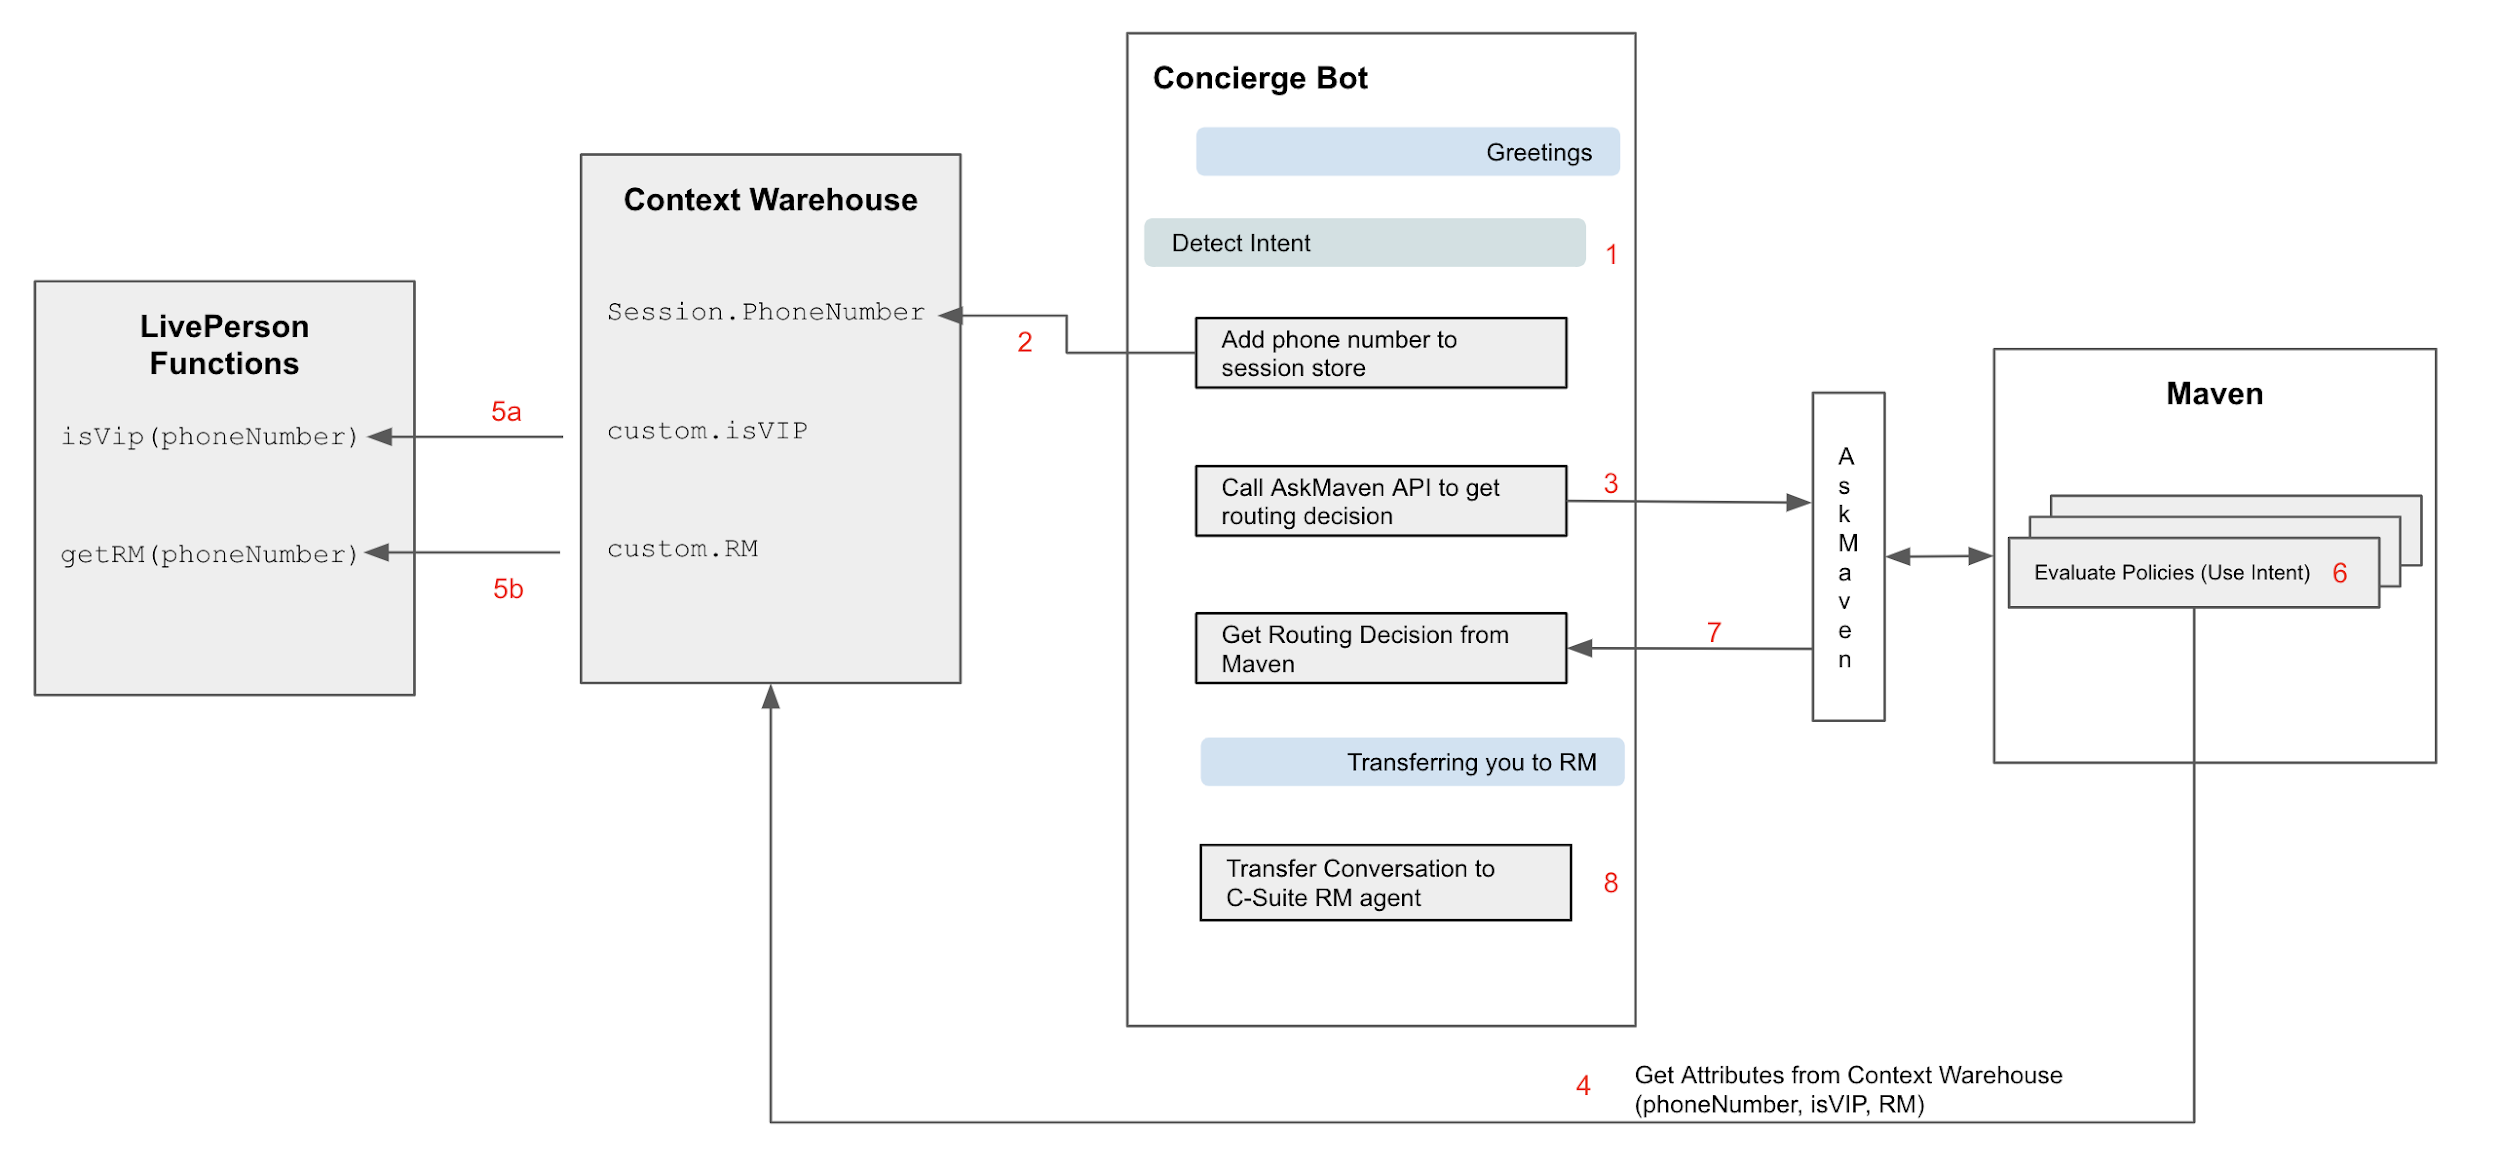 LivePerson
Functions
isVip(phoneNumber)
getRM(phoneNumber)
5a
5b
Context Warehouse
Session.PhoneNumber
custom.isVIP
custom.RM
2
Concierge Bot
Greetings
Detect Intent
1
Add phone number to
session store
Call AskMaven API to get
routing decision
3
Get Routing Decision from
Maven
7
Transferring you to RM
Transfer Conversation to
C-Suite RM agent
8
AskMaven
Maven
Evaluate Policies (Use Intent)
6
4
Get Attributes from Context Warehouse
(phoneNumber, isVIP, RM)